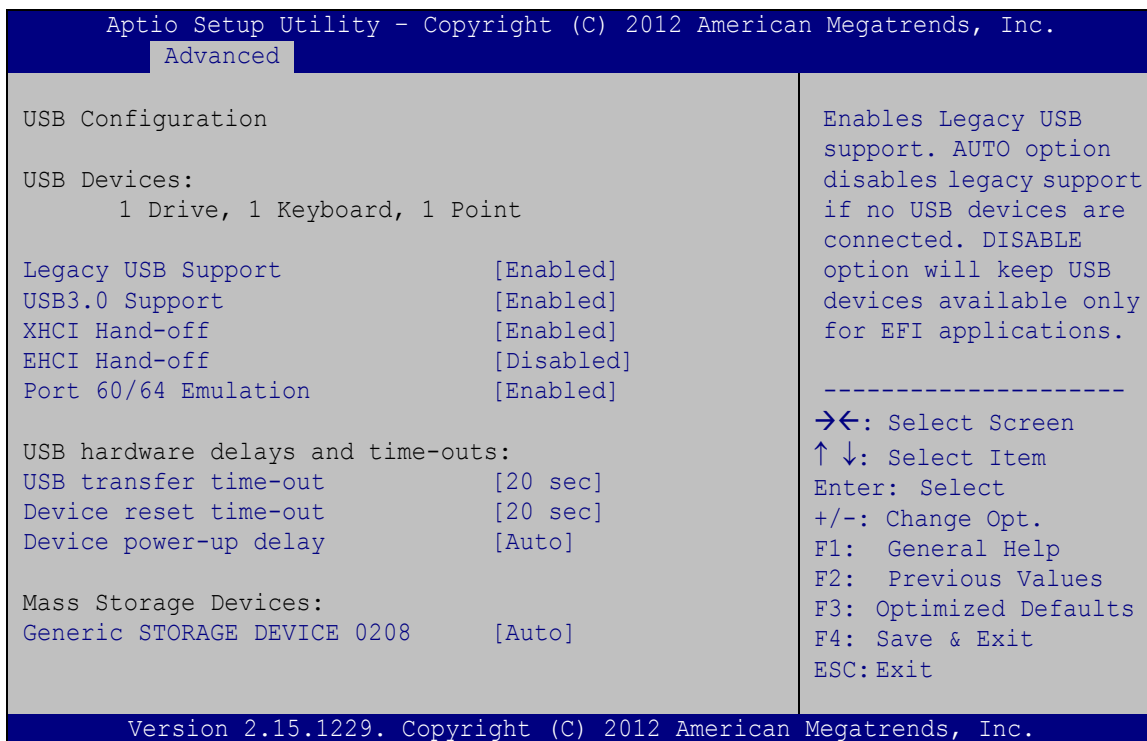 Aptio Setup Utility – Copyright (C) 2012 American Megatrends, Inc.
Advanced
USB Configuration
USB Devices:
1 Drive, 1 Keyboard, 1 Point
Legacy USB Support [Enabled]
USB3.0 Support [Enabled]
XHCI Hand-off [Enabled]
EHCI Hand-off [Disabled]
Port 60/64 Emulation [Enabled]
USB hardware delays and time-outs:
USB transfer time-out [20 sec]
Device reset time-out [20 sec]
Device power-up delay [Auto]
Mass Storage Devices:
Generic STORAGE DEVICE 0208 [Auto]
Enables Legacy USB
support. AUTO option
disables legacy support
if no USB devices are
connected. DISABLE
option will keep USB
devices available only
for EFI applications.
---------------------
→←: Select Screen
↑ ↓: Select Item
Enter: Select
+/-: Change Opt.
F1: General Help
F2: Previous Values
F3: Optimized Defaults
F4: Save & Exit
ESC: Exit
Version 2.15.1229. Copyright (C) 2012 American Megatrends, Inc.